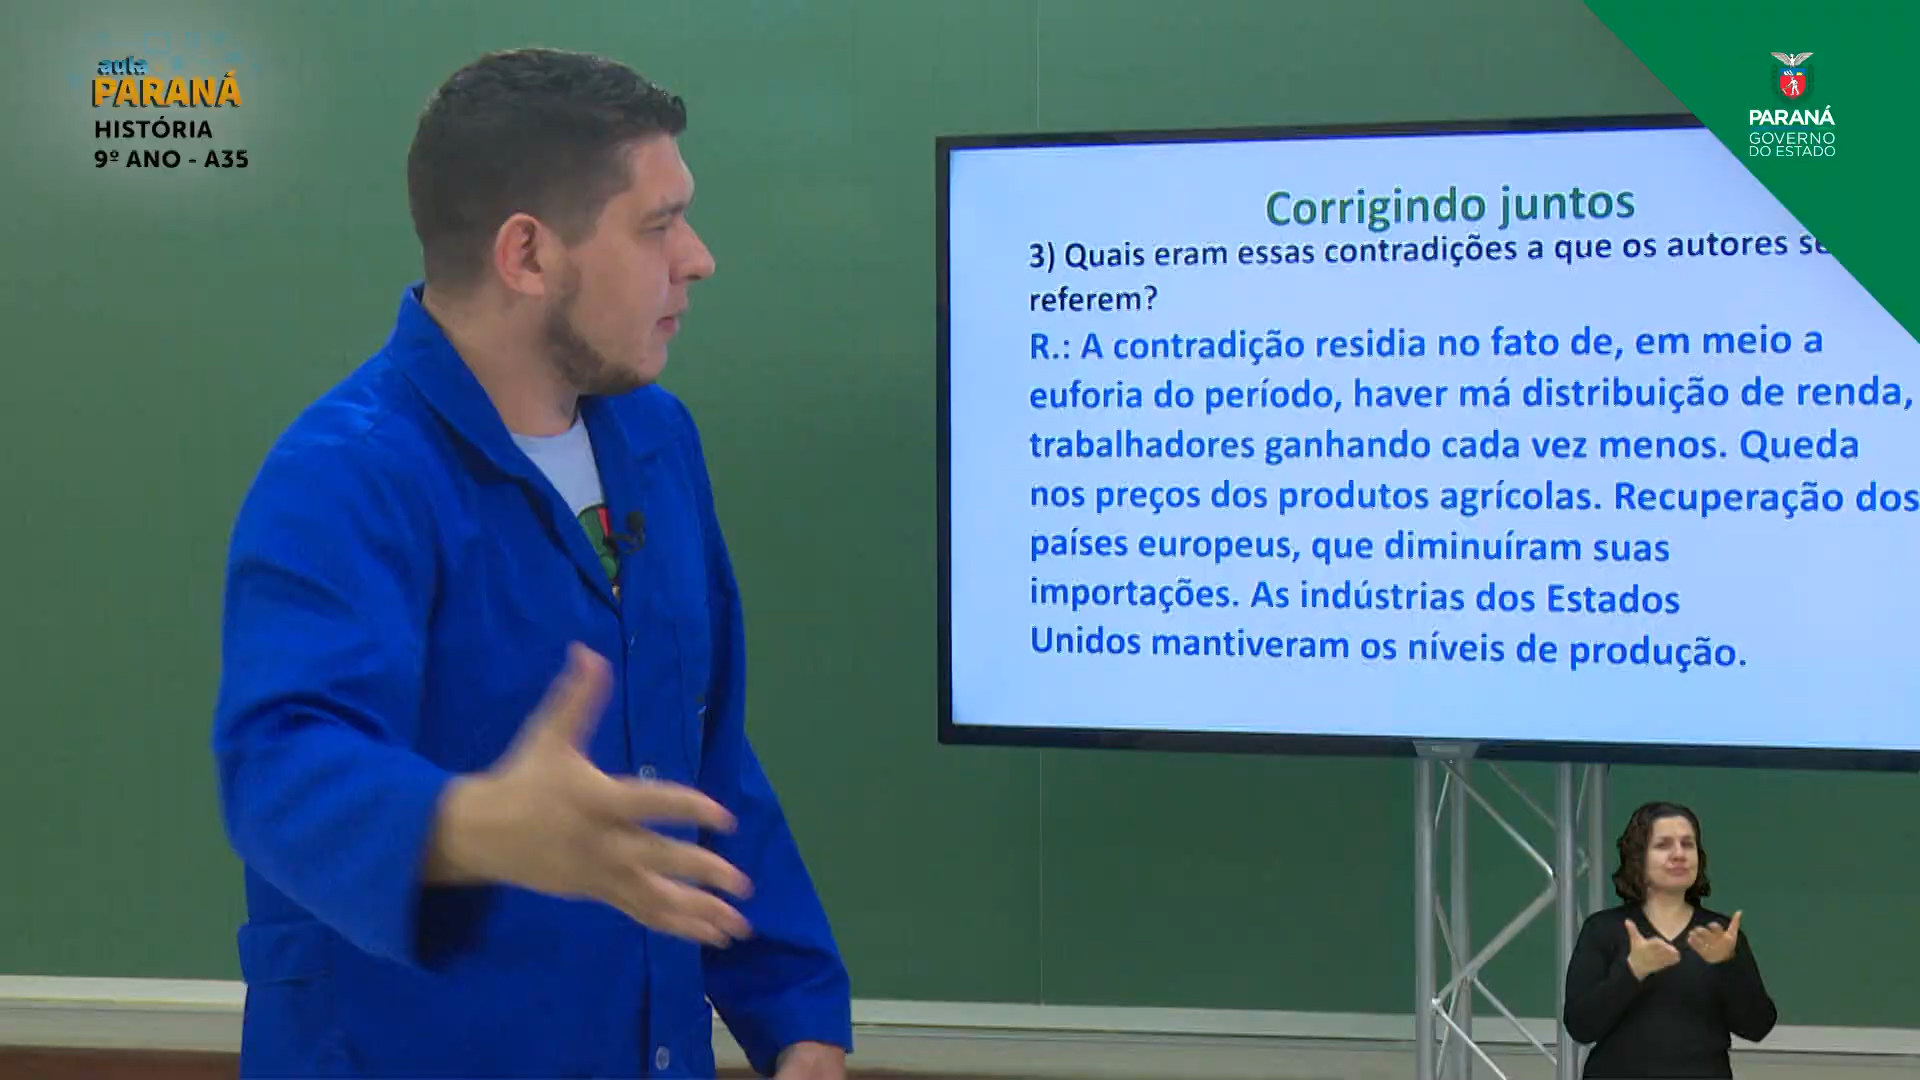 aula
PARANÁ
HISTÓRIA
9º ANO - A35
PARANÁ
GOVERNO
DO ESTADO
Corrigindo juntos
3) Quais eram essas contradições a que os autores se
referem?
R.: A contradição residia no fato de, em meio a
euforia do período, haver má distribuição de renda,
trabalhadores ganhando cada vez menos. Queda
nos preços dos produtos agrícolas. Recuperação dos
países europeus, que diminuíram suas
importações. As indústrias dos Estados
Unidos mantiveram os níveis de produção.